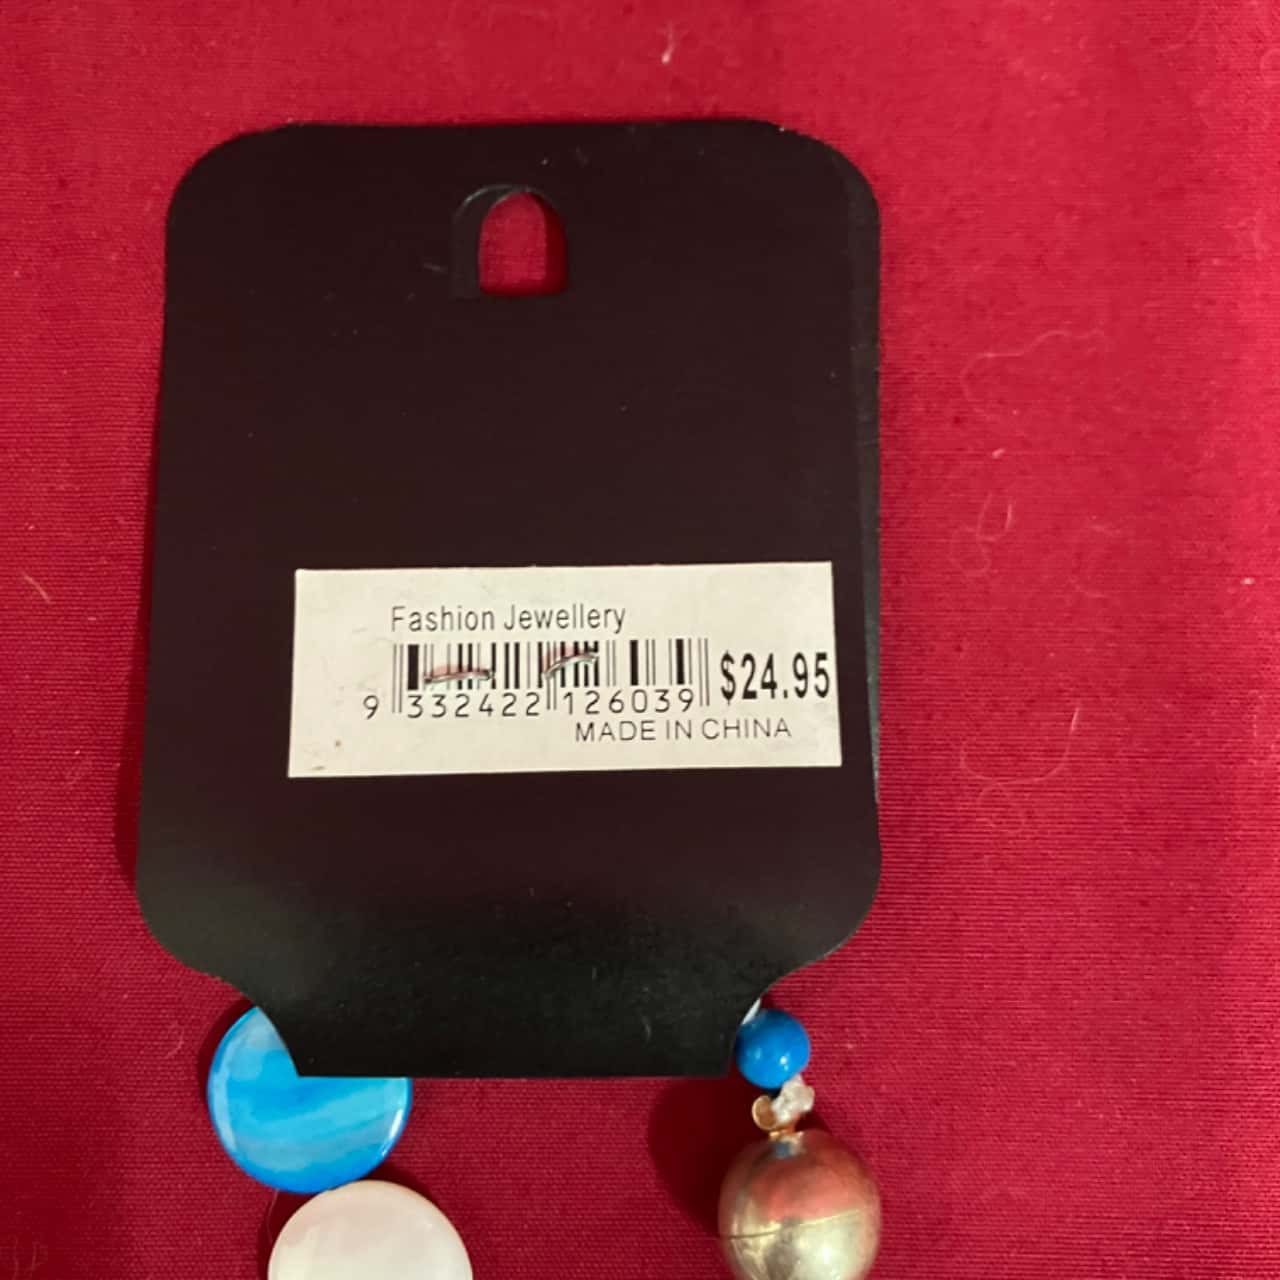 Fashion Jewellery
$24.95
9 332422 126039
MADE IN CHINA